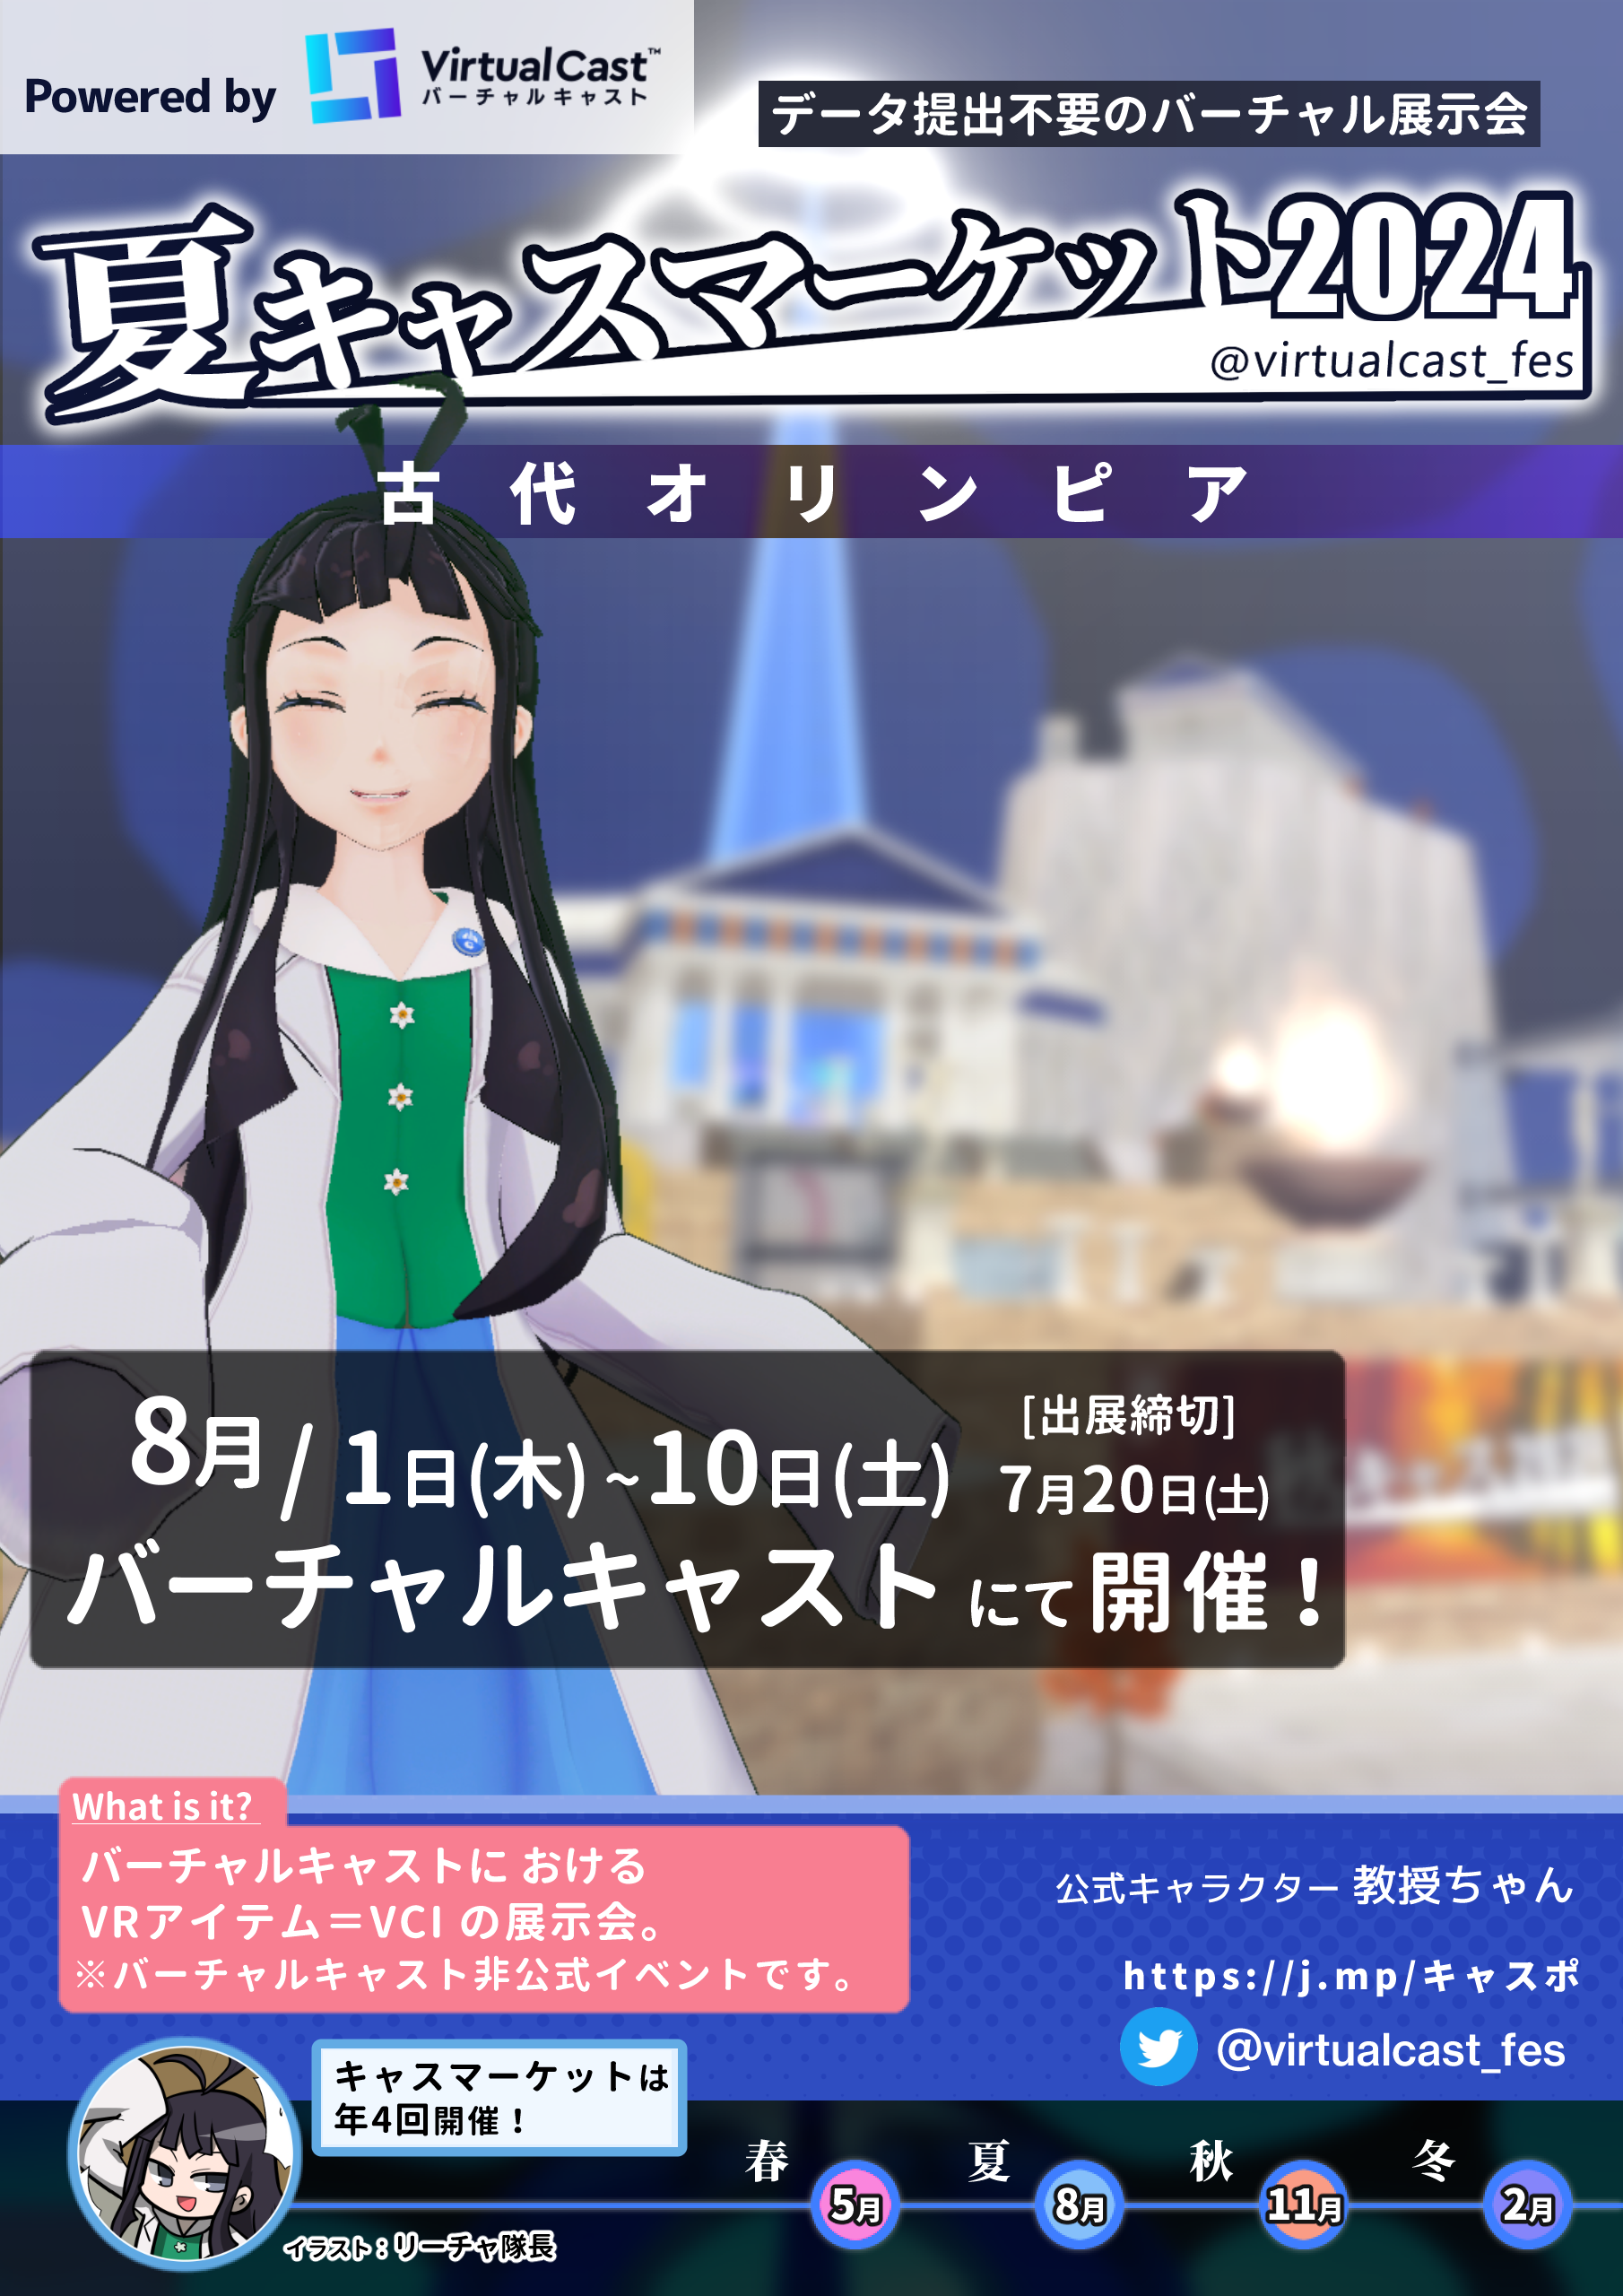 Powered by
VirtualCast™
バーチャルキャスト
データ提出不要のバーチャル展示会
夏キャスマーケット2024
@virtualcast_fes
古代オリンピア
8月/1日(木)~10日(土)
[出展締切]
7月20日(土)
バーチャルキャストにて開催！
What is it?
バーチャルキャストに おける
VRアイテム＝VCI の展示会。
※バーチャルキャスト非公式イベントです。
公式キャラクター 教授ちゃん
https://j.mp/キャスポ
@virtualcast_fes
キャスマーケットは
年4回開催！
春 夏 秋 冬
5月 8月 11月 2月
イラスト：リーチャ隊長